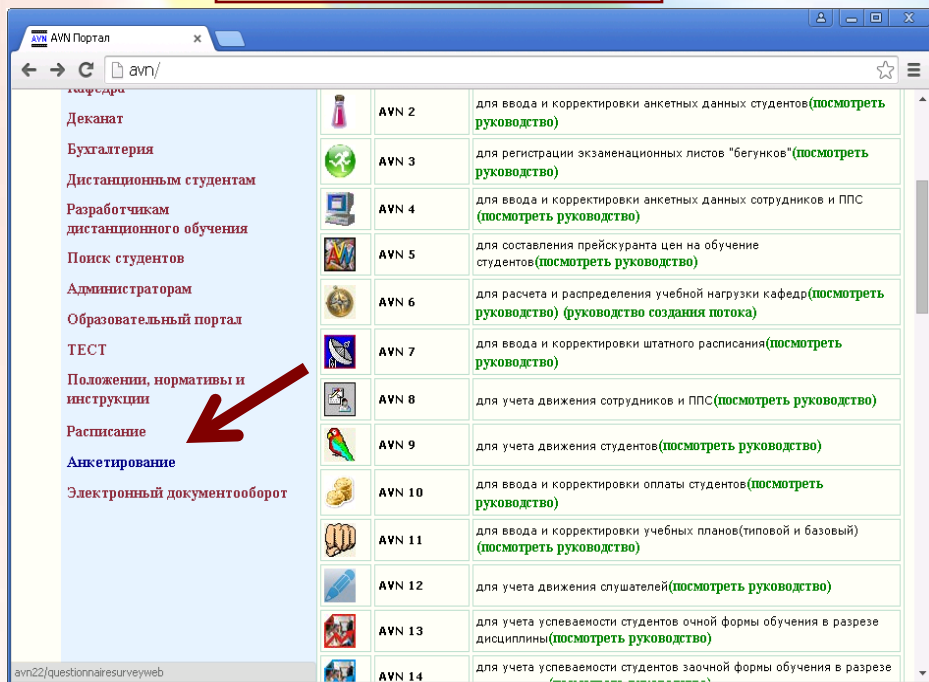 AVN AVN Портал
avn/
Кафедра
Деканат
Бухгалтерия
Дистанционным студентам
Разработчикам
дистанционного обучения
Поиск студентов
Администраторам
Образовательный портал
ТЕСТ
Положении, нормативы и
инструкции
Расписание
Анкетирование
Электронный документооборот
AVN 2
для ввода и корректировки анкетных данных студентов(посмотреть
руководство)
AVN 3
для регистрации экзаменационных листов "бегунков"(посмотреть
руководство)
AVN 4
для ввода и корректировки анкетных данных сотрудников и ППС
(посмотреть руководство)
AVN 5
для составления прейскуранта цен на обучение
студентов(посмотреть руководство)
AVN 6
для расчета и распределения учебной нагрузки кафедр(посмотреть
руководство) (руководство создания потока)
AVN 7
для ввода и корректировки штатного расписания(посмотреть
руководство)
AVN 8
для учета движения сотрудников и ППС(посмотреть руководство)
AVN 9
для учета движения студентов(посмотреть руководство)
AVN 10
для ввода и корректировки оплаты студентов(посмотреть
руководство)
AVN 11
для ввода и корректировки учебных планов(типовой и базовый)
(посмотреть руководство)
AVN 12
для учета движения слушателей(посмотреть руководство)
AVN 13
для учета успеваемости студентов очной формы обучения в разрезе
дисциплины(посмотреть руководство)
AVN 14
для учета успеваемости студентов заочной формы обучения в разрезе
avn22/questionnairesurveyweb